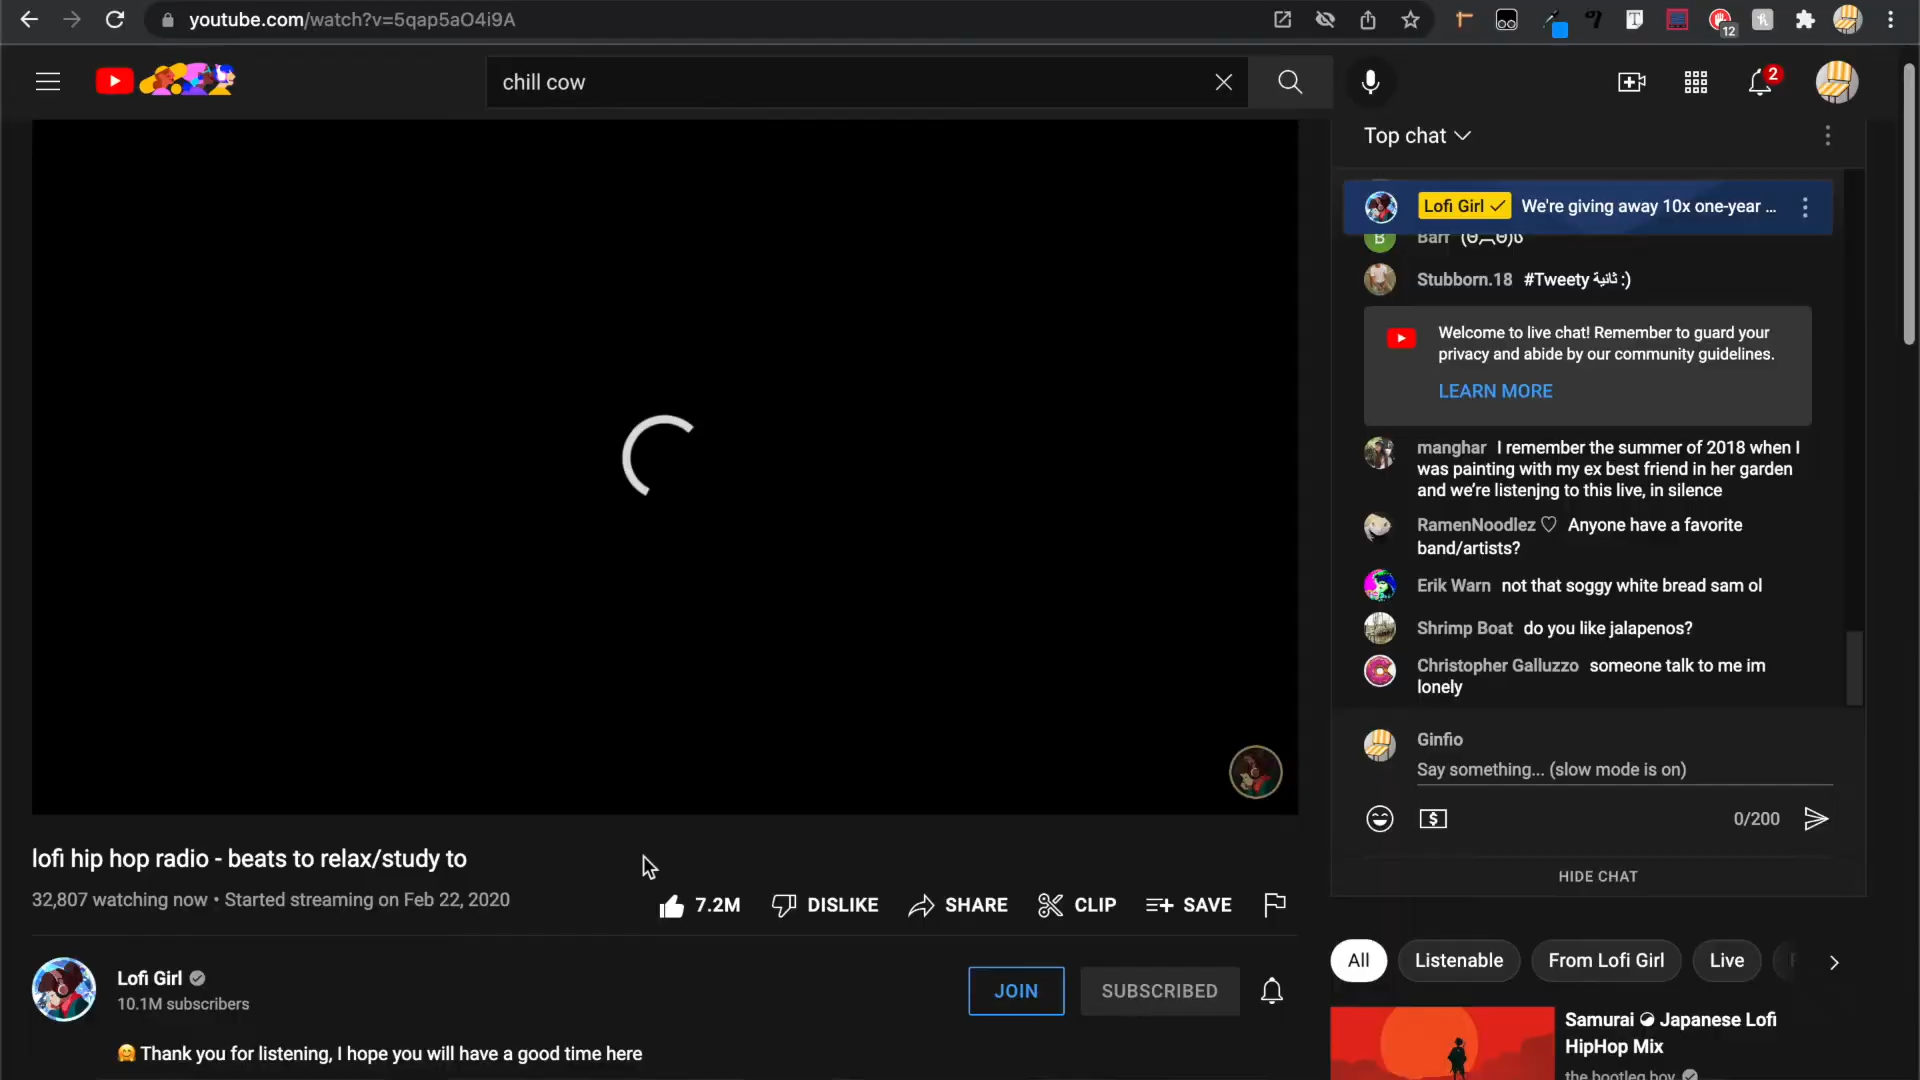 youtube.com/watch?v=5qap5aO4i9A
12
chill cow
2
Top chat
Lofi Girl We're giving away 10x one-year ...
B Barf
Stubborn.18 #Tweety ثانية :)
Welcome to live chat! Remember to guard your
privacy and abide by our community guidelines.
LEARN MORE
manghar I remember the summer of 2018 when I
was painting with my ex best friend in her garden
and we're listenjng to this live, in silence
RamenNoodlez ♡ Anyone have a favorite
band/artists?
Erik Warn not that soggy white bread sam ol
Shrimp Boat do you like jalapenos?
Christopher Galluzzo someone talk to me im
lonely
Ginfio
Say something... (slow mode is on)
0/200
HIDE CHAT
lofi hip hop radio - beats to relax/study to
32,807 watching now • Started streaming on Feb 22, 2020
7.2M DISLIKE SHARE CLIP SAVE
Lofi Girl
10.1M subscribers
JOIN SUBSCRIBED
🤗 Thank you for listening, I hope you will have a good time here
All Listenable From Lofi Girl Live
Samurai ☯ Japanese Lofi
HipHop Mix
the bootleg boy